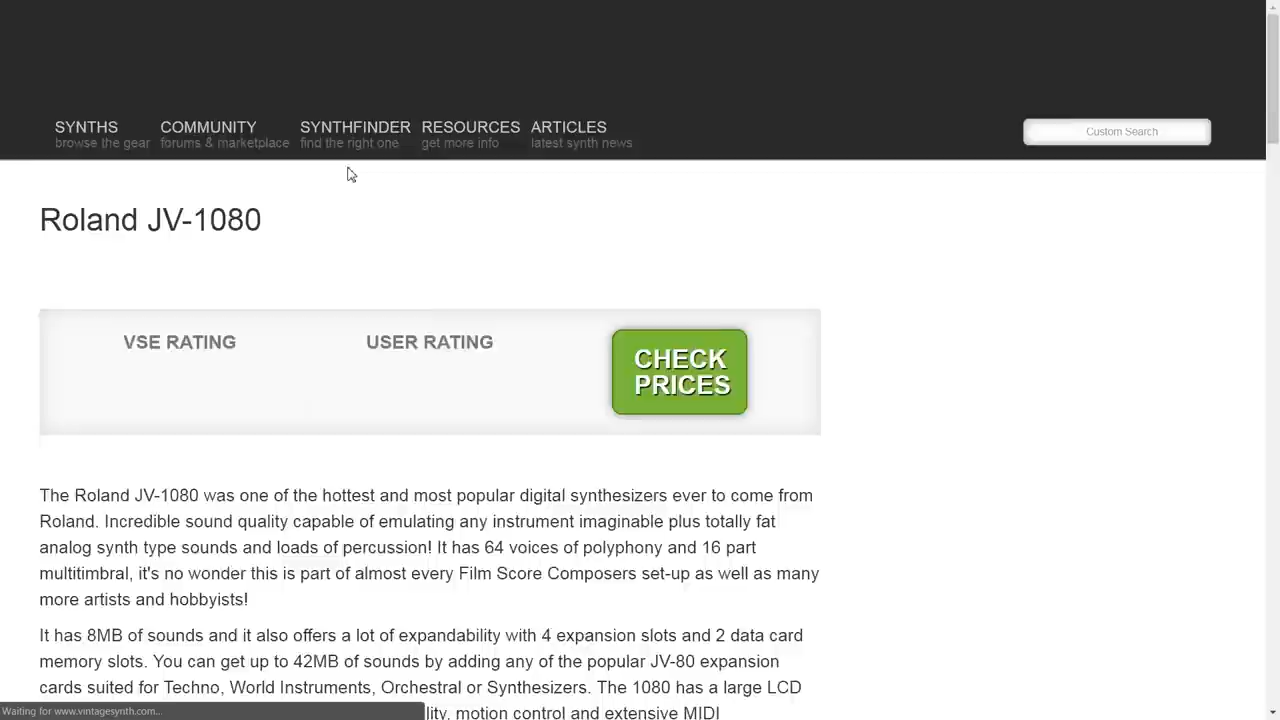 SYNTHS COMMUNITY SYNTHFINDER RESOURCES ARTICLES
browse the gear forums & marketplace find the right one get more info latest synth news
Custom Search
Roland JV-1080
VSE RATING USER RATING
CHECK
PRICES
The Roland JV-1080 was one of the hottest and most popular digital synthesizers ever to come from
Roland. Incredible sound quality capable of emulating any instrument imaginable plus totally fat
analog synth type sounds and loads of percussion! It has 64 voices of polyphony and 16 part
multitimbral, it's no wonder this is part of almost every Film Score Composers set-up as well as many
more artists and hobbyists!
It has 8MB of sounds and it also offers a lot of expandability with 4 expansion slots and 2 data card
memory slots. You can get up to 42MB of sounds by adding any of the popular JV-80 expansion
cards suited for Techno, World Instruments, Orchestral or Synthesizers. The 1080 has a large LCD
lity, motion control and extensive MIDI
Waiting for www.vintagesynth.com...